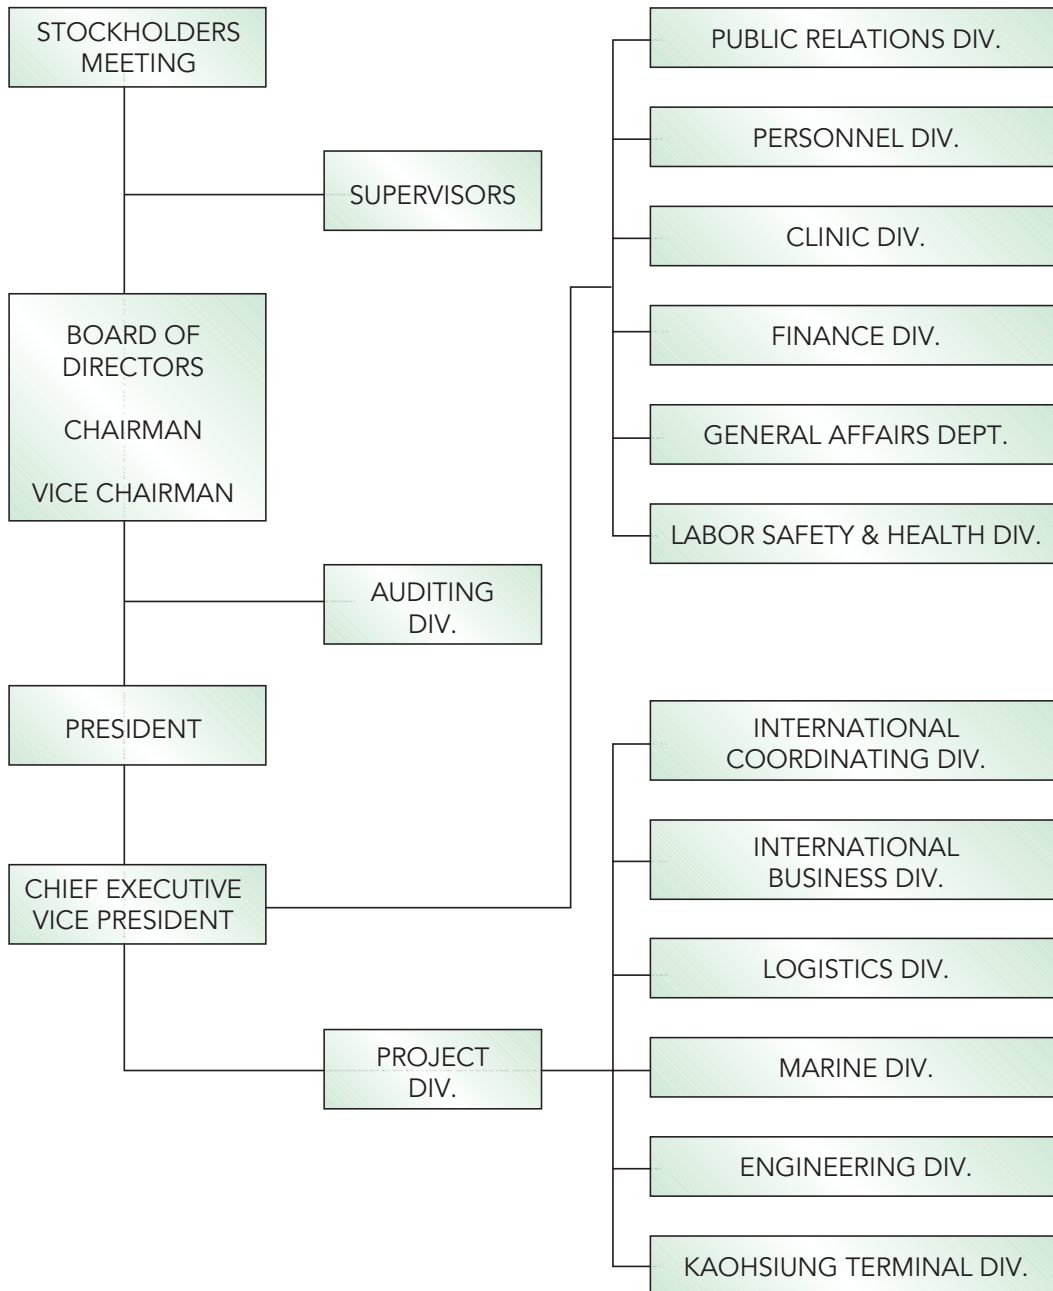 STOCKHOLDERS
MEETING
SUPERVISORS
BOARD OF
DIRECTORS
CHAIRMAN
VICE CHAIRMAN
AUDITING
DIV.
PRESIDENT
CHIEF EXECUTIVE
VICE PRESIDENT
PROJECT
DIV.
PUBLIC RELATIONS DIV.
PERSONNEL DIV.
CLINIC DIV.
FINANCE DIV.
GENERAL AFFAIRS DEPT.
LABOR SAFETY & HEALTH DIV.
INTERNATIONAL
COORDINATING DIV.
INTERNATIONAL
BUSINESS DIV.
LOGISTICS DIV.
MARINE DIV.
ENGINEERING DIV.
KAOHSIUNG TERMINAL DIV.